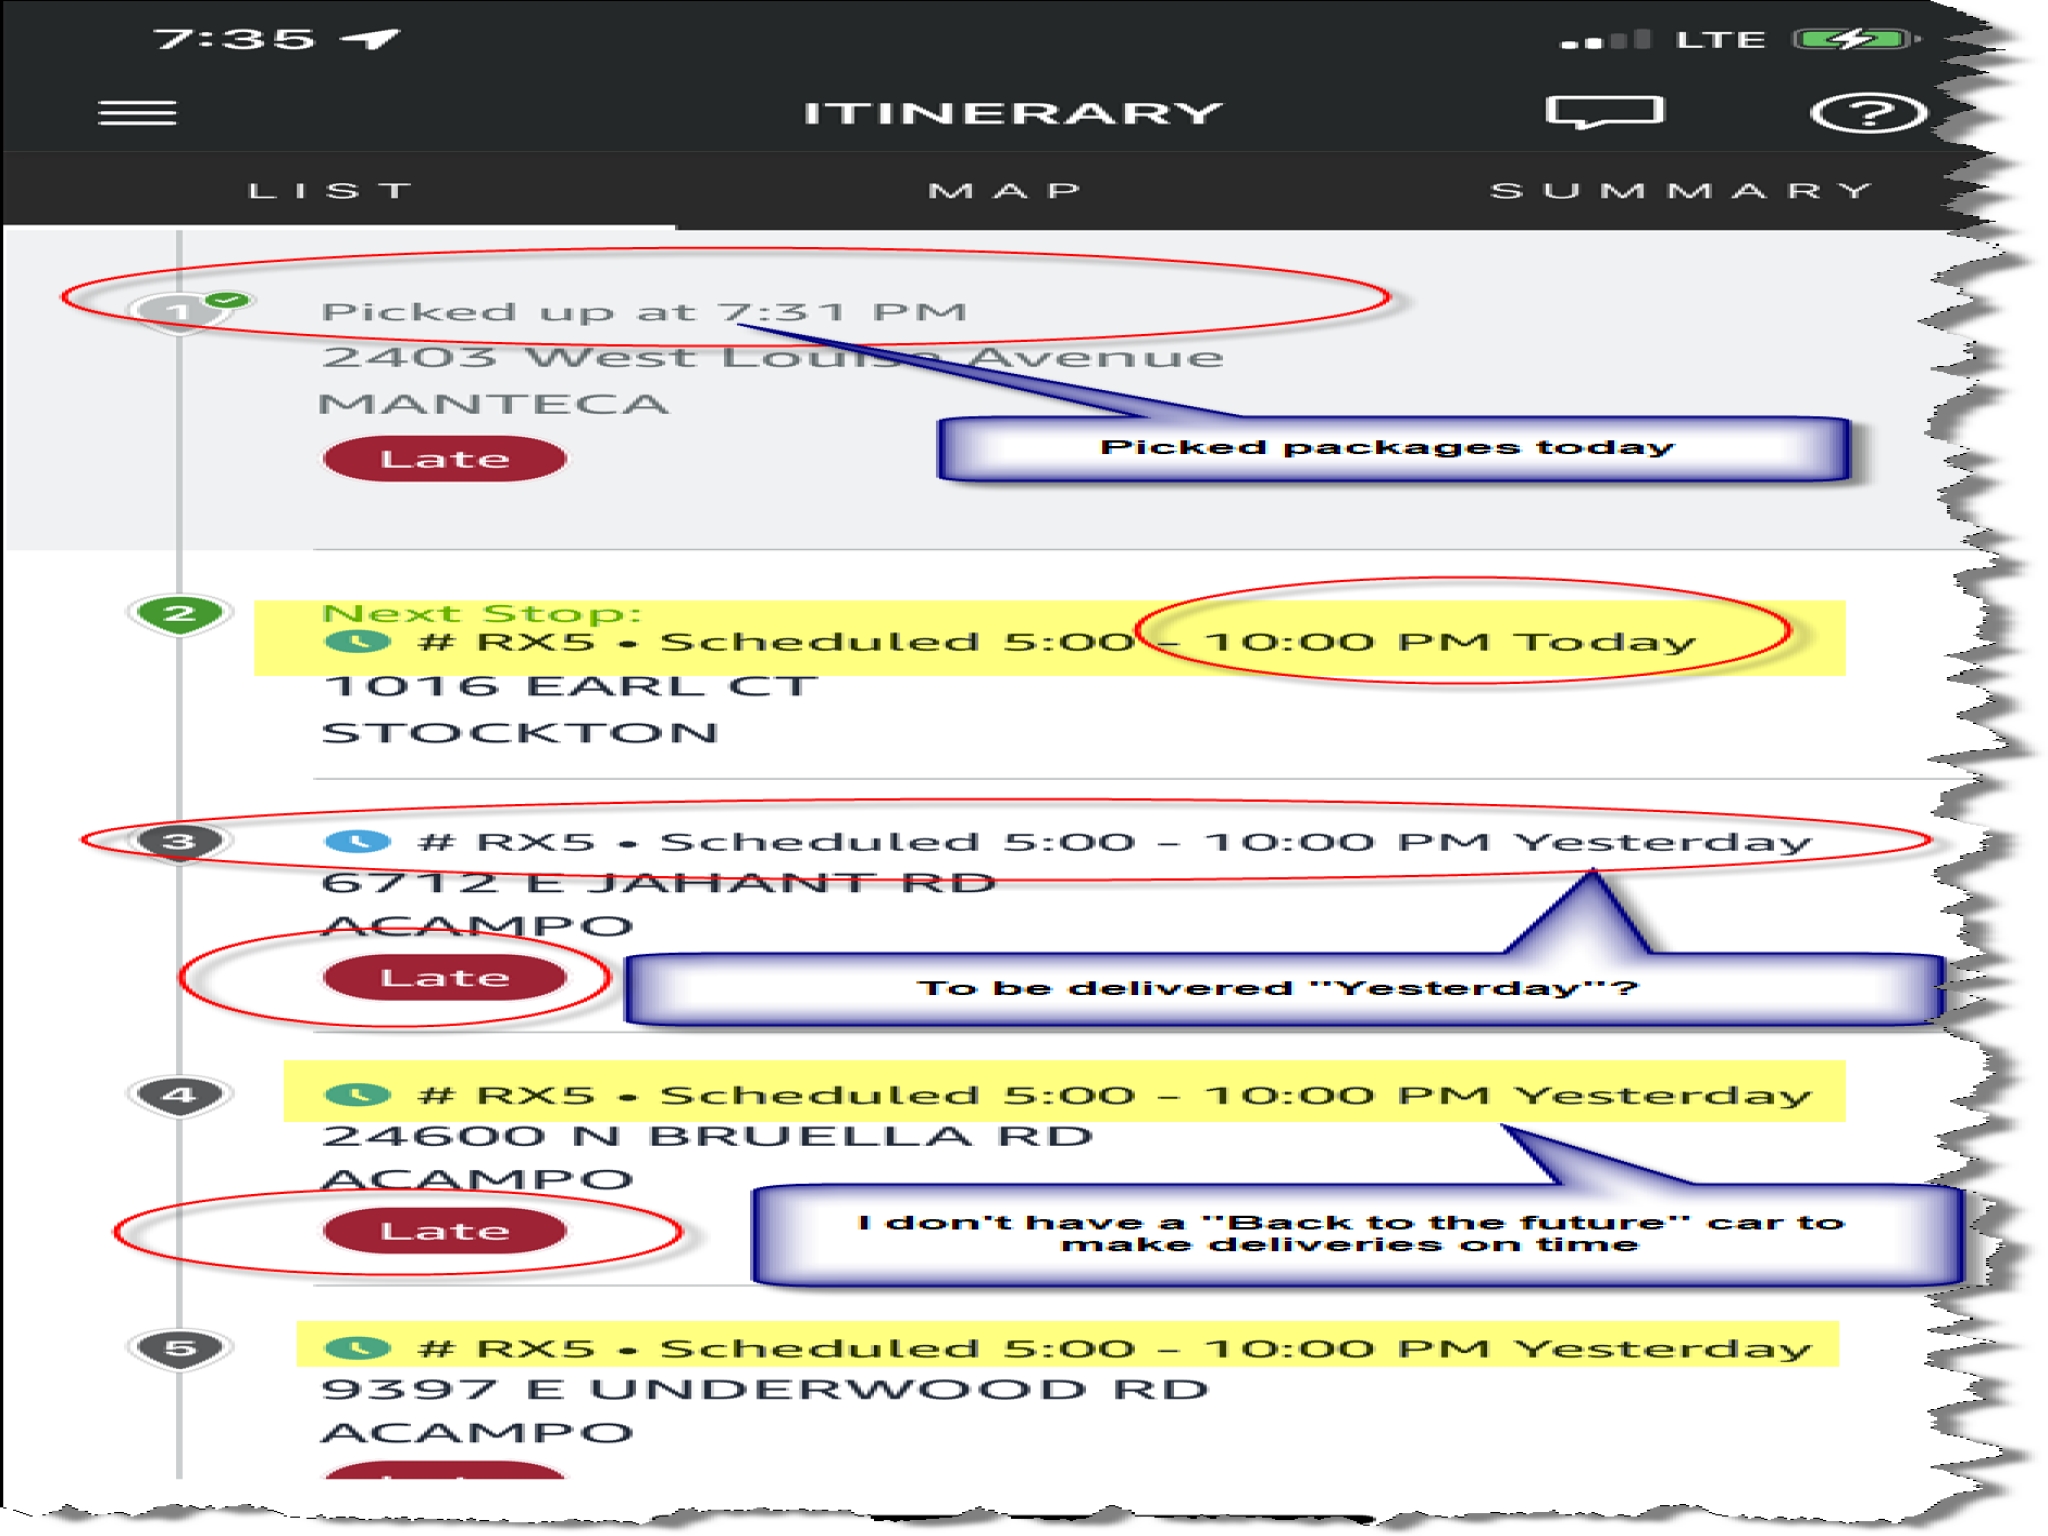 7:35 LTE
ITINERARY
LIST MAP SUMMARY
1 Picked up at 7:31 PM
2403 West Louise Avenue
MANTECA
Late
Picked packages today
2 Next Stop:
# RX5 • Scheduled 5:00 - 10:00 PM Today
1016 EARL CT
STOCKTON
3 # RX5 • Scheduled 5:00 - 10:00 PM Yesterday
6712 E JAHANT RD
ACAMPO
Late
To be delivered "Yesterday"?
4 # RX5 • Scheduled 5:00 - 10:00 PM Yesterday
24600 N BRUELLA RD
ACAMPO
Late
I don't have a "Back to the future" car to
make deliveries on time
5 # RX5 • Scheduled 5:00 - 10:00 PM Yesterday
9397 E UNDERWOOD RD
ACAMPO